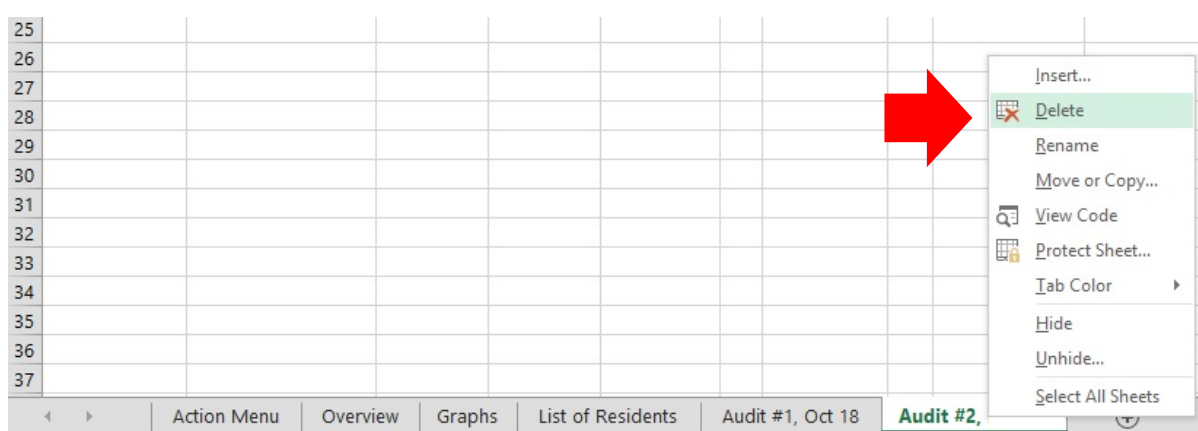 25
26
27
28
29
30
31
32
33
34
35
36
37
Insert...
Delete
Rename
Move or Copy...
View Code
Protect Sheet...
Tab Color
Hide
Unhide...
Select All Sheets
Action Menu Overview Graphs List of Residents Audit #1, Oct 18 Audit #2,